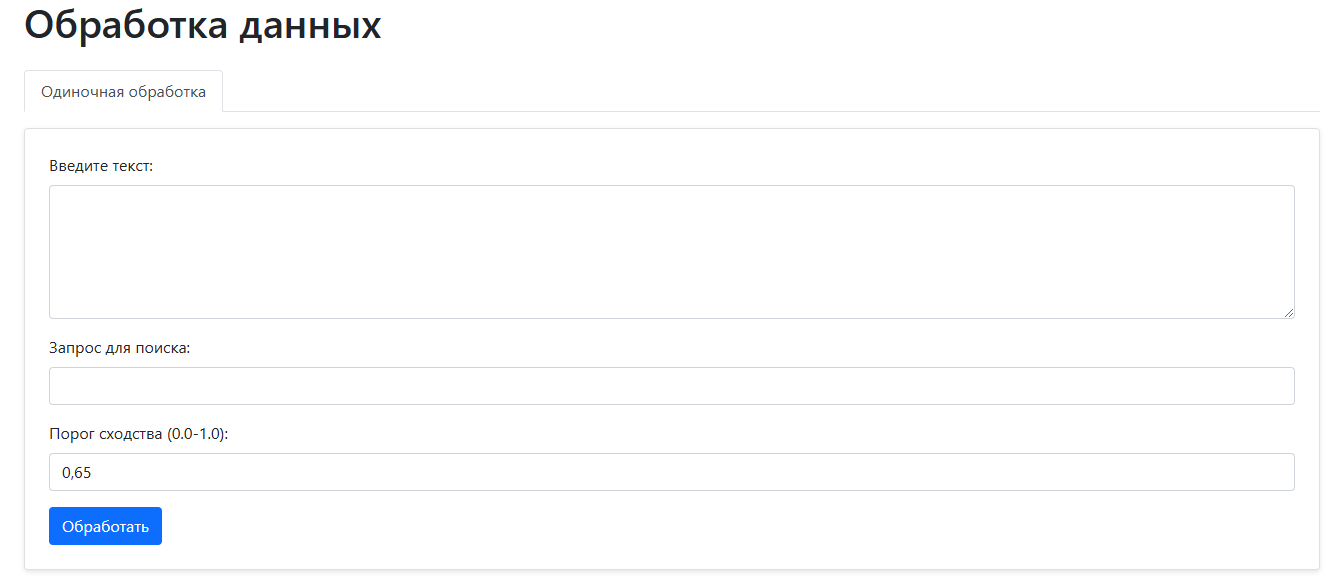 Обработка данных
Одиночная обработка
Введите текст:
Запрос для поиска:
Порог сходства (0.0-1.0):
0,65
Обработать